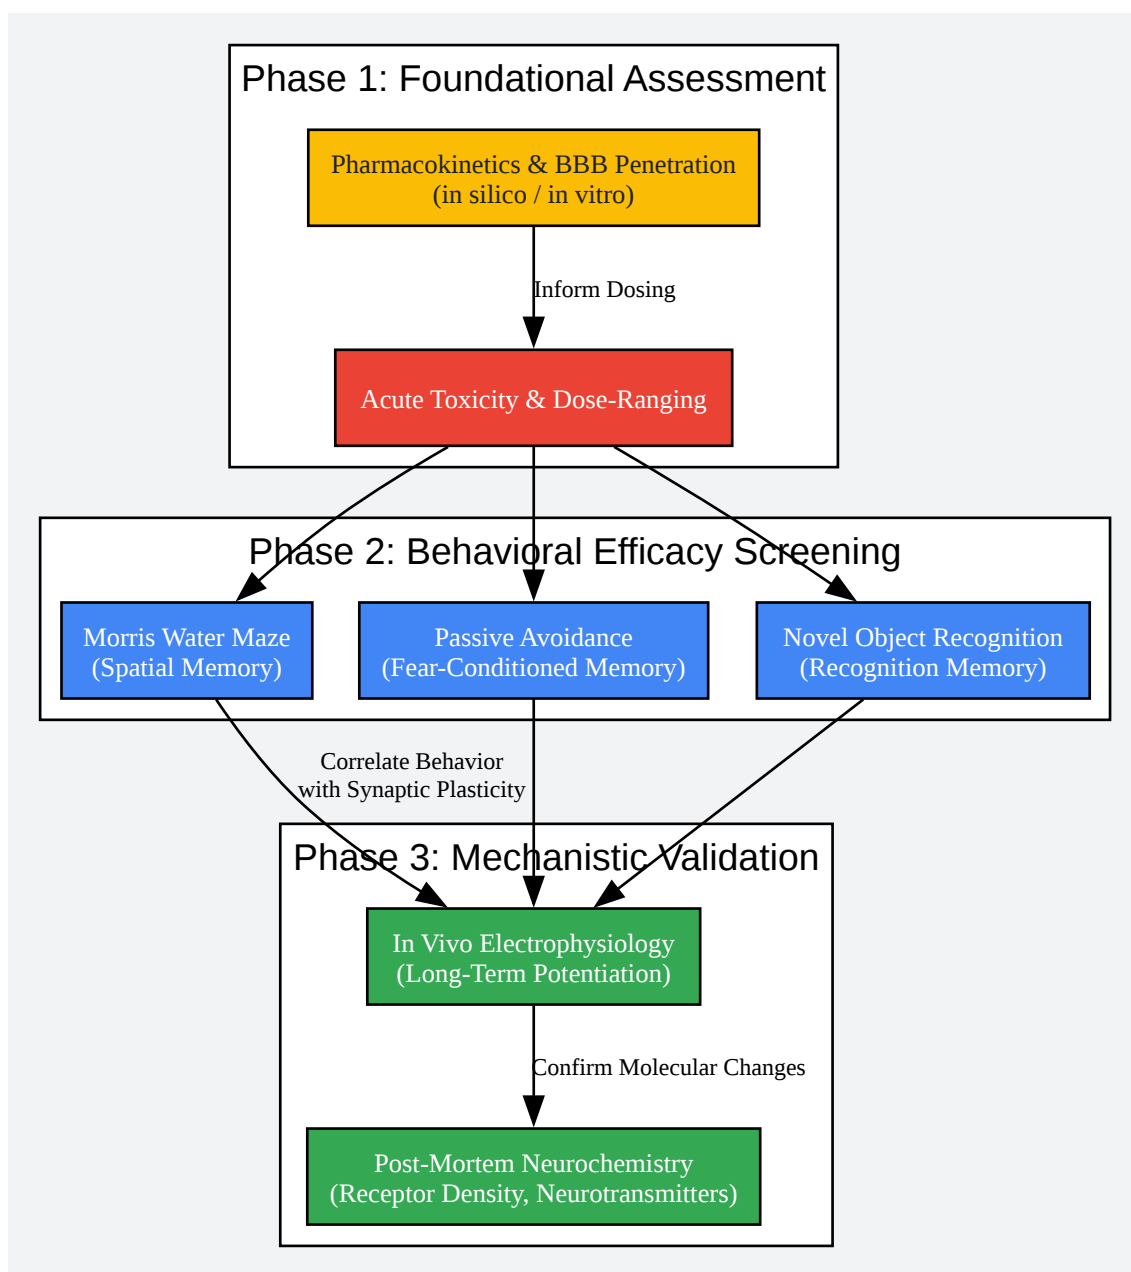 Phase 1: Foundational Assessment
Pharmacokinetics & BBB Penetration
(in silico / in vitro)
Inform Dosing
Acute Toxicity & Dose-Ranging
Phase 2: Behavioral Efficacy Screening
Morris Water Maze
(Spatial Memory)
Passive Avoidance
(Fear-Conditioned Memory)
Novel Object Recognition
(Recognition Memory)
Correlate Behavior
with Synaptic Plasticity
Phase 3: Mechanistic Validation
In Vivo Electrophysiology
(Long-Term Potentiation)
Confirm Molecular Changes
Post-Mortem Neurochemistry
(Receptor Density, Neurotransmitters)